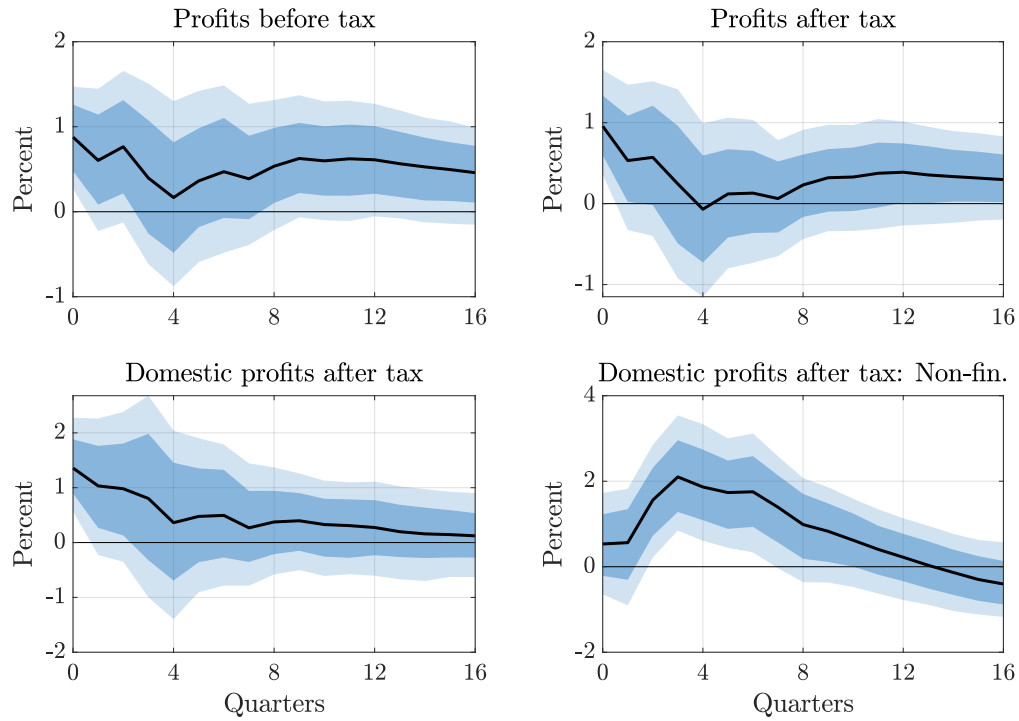 Profits before tax
2
1
0
-1
Percent
0 4 8 12 16
Profits after tax
2
1
0
-1
Percent
0 4 8 12 16
Domestic profits after tax
2
1
0
-1
-2
Percent
0 4 8 12 16
Quarters
Domestic profits after tax: Non-fin.
4
2
0
-2
Percent
0 4 8 12 16
Quarters